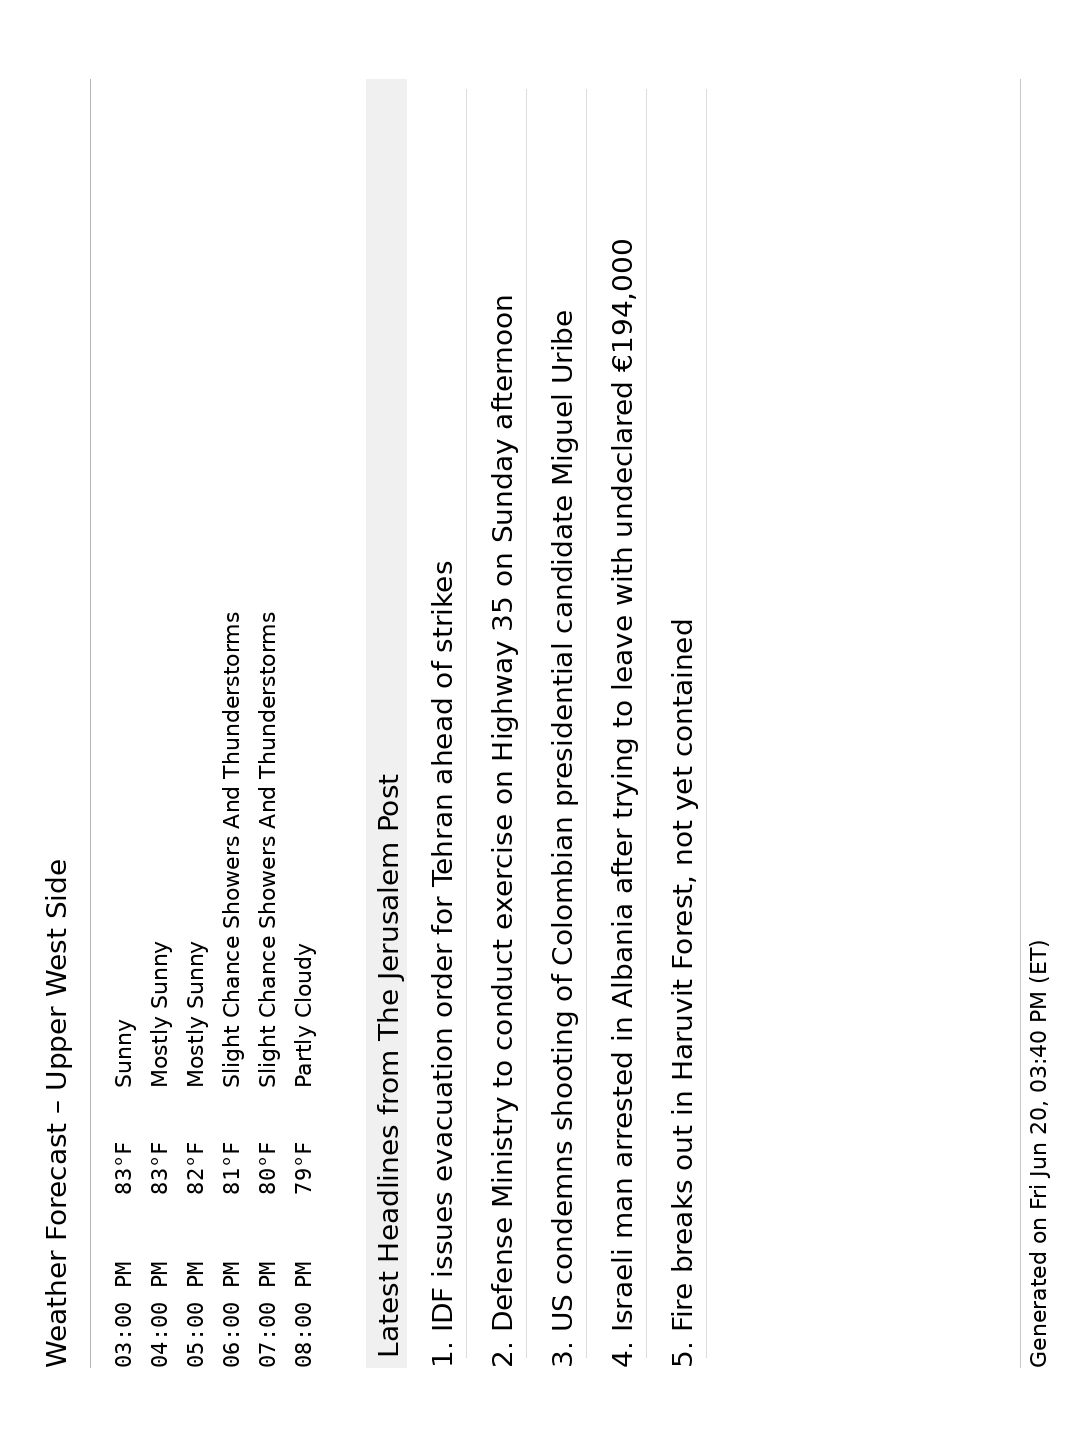 Weather Forecast – Upper West Side
03:00 PM 83°F Sunny
04:00 PM 83°F Mostly Sunny
05:00 PM 82°F Mostly Sunny
06:00 PM 81°F Slight Chance Showers And Thunderstorms
07:00 PM 80°F Slight Chance Showers And Thunderstorms
08:00 PM 79°F Partly Cloudy
Latest Headlines from The Jerusalem Post
1. IDF issues evacuation order for Tehran ahead of strikes
2. Defense Ministry to conduct exercise on Highway 35 on Sunday afternoon
3. US condemns shooting of Colombian presidential candidate Miguel Uribe
4. Israeli man arrested in Albania after trying to leave with undeclared €194,000
5. Fire breaks out in Haruvit Forest, not yet contained
Generated on Fri Jun 20, 03:40 PM (ET)